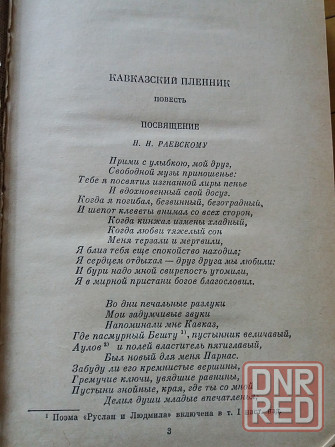 КАВКАЗСКИЙ ПЛЕННИК
ПОВЕСТЬ
ПОСВЯЩЕНИЕ
Н. Н. РАЕВСКОМУ
Прими с улыбкою, мой друг,
Свободной музы приношенье:
Тебе я посвятил изгнанной лиры пенье
И вдохновенный свой досуг.
Когда я погибал, безвинный, безотрадный,
И шепот клеветы внимал со всех сторон,
Когда кинжал измены хладный,
Когда любви тяжелый сон
Меня терзали и мертвили,
Я близ тебя еще спокойство находил;
Я сердцем отдыхал — друг друга мы любили:
И бури надо мной свирепость утомили,
Я в мирной пристани богов благословил.
Во дни печальные разлуки
Мои задумчивые звуки
Напоминали мне Кавказ,
Где пасмурный Бешту ¹⁾, пустынник величавый,
Аулов ²⁾ и полей властитель пятиглавый,
Был новый для меня Парнас.
Забуду ли его кремнистые вершины,
Гремучие ключи, увядшие равнины,
Пустыни знойные, края, где ты со мной
Делил души младые впечатленья;
¹ Поэма «Руслан и Людмила» включена в т. I наст. изд.
3
DNR
RED